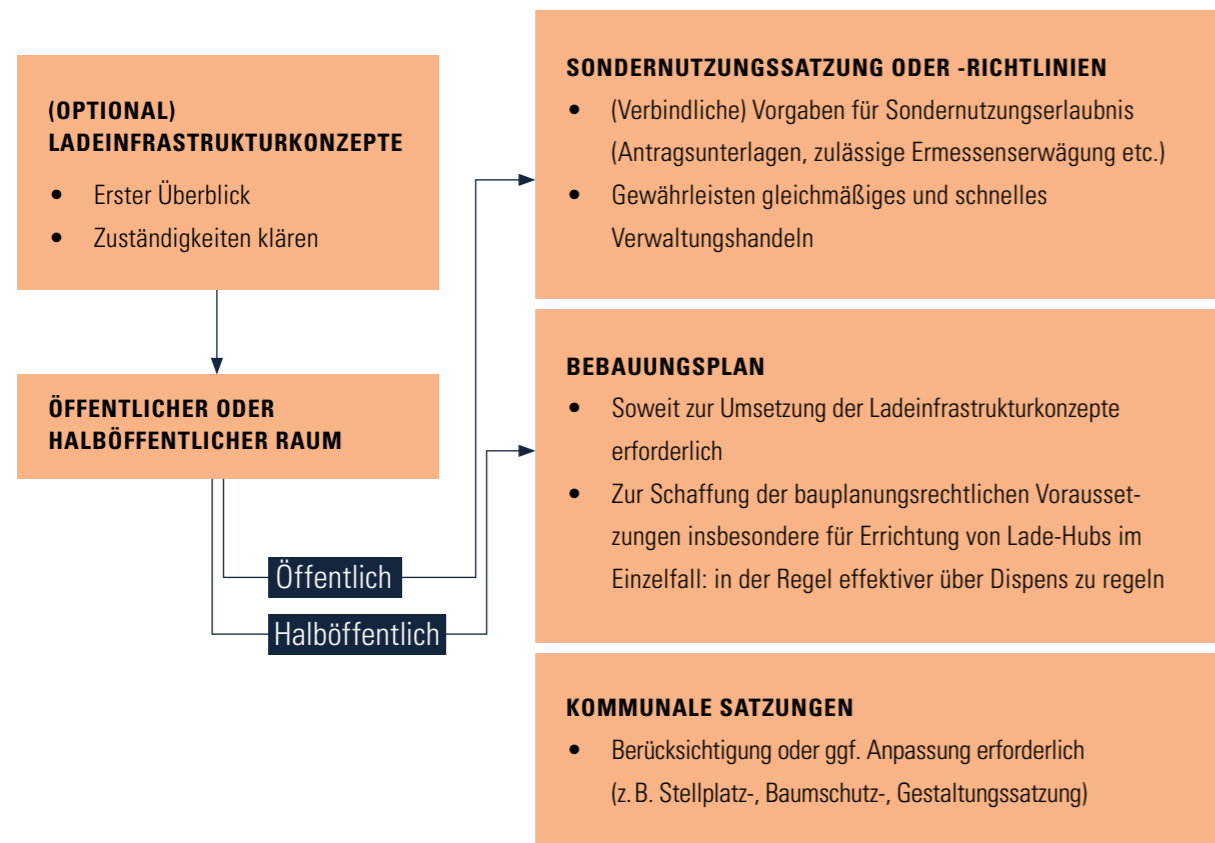 (OPTIONAL)
LADEINFRASTRUKTURKONZEPTE
• Erster Überblick
• Zuständigkeiten klären
ÖFFENTLICHER ODER
HALBÖFFENTLICHER RAUM
Öffentlich
Halböffentlich
SONDERNUTZUNGSSATZUNG ODER -RICHTLINIEN
• (Verbindliche) Vorgaben für Sondernutzungserlaubnis
(Antragsunterlagen, zulässige Ermessenserwägung etc.)
• Gewährleisten gleichmäßiges und schnelles
Verwaltungshandeln
BEBAUUNGSPLAN
• Soweit zur Umsetzung der Ladeinfrastrukturkonzepte
erforderlich
• Zur Schaffung der bauplanungsrechtlichen Vorausset-
zungen insbesondere für Errichtung von Lade-Hubs im
Einzelfall: in der Regel effektiver über Dispens zu regeln
KOMMUNALE SATZUNGEN
• Berücksichtigung oder ggf. Anpassung erforderlich
(z. B. Stellplatz-, Baumschutz-, Gestaltungssatzung)